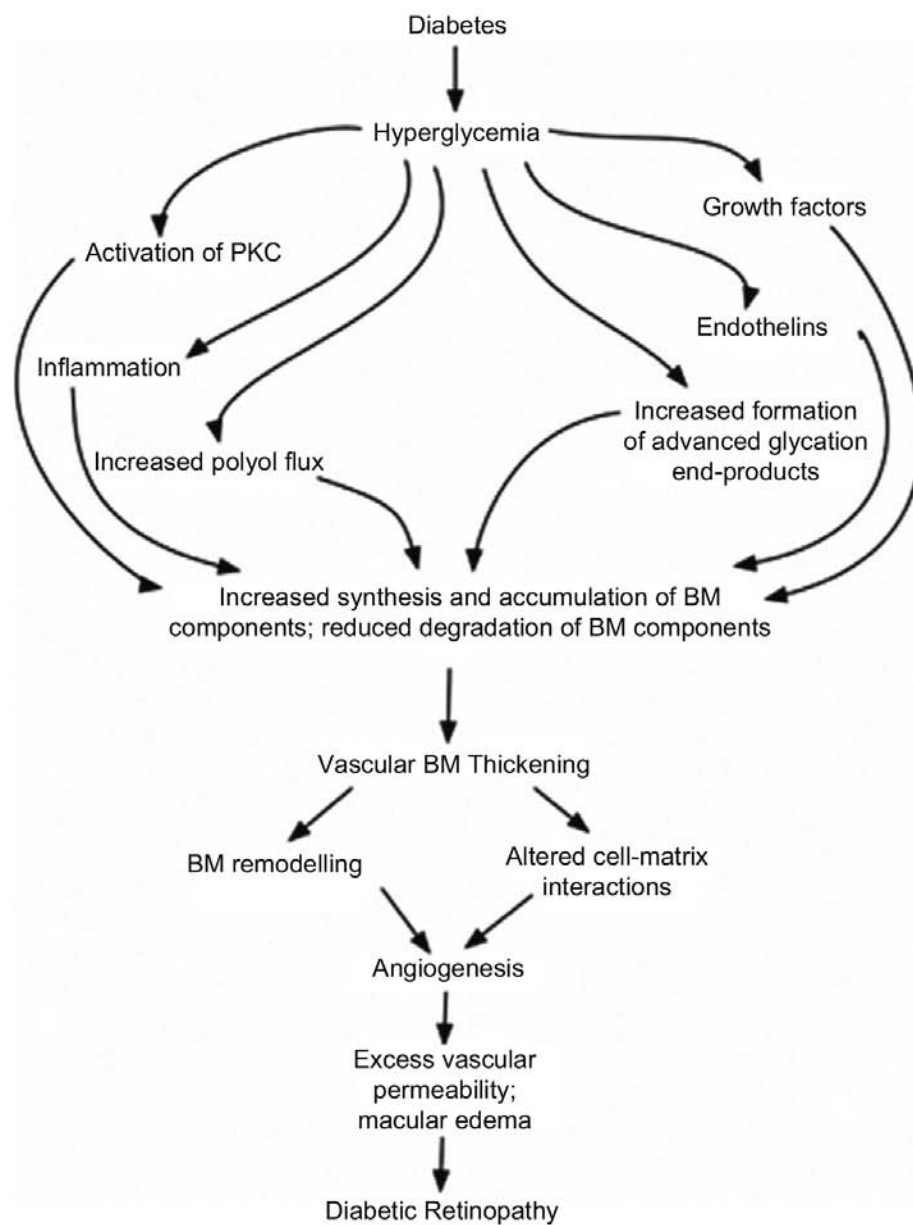 Diabetes
Hyperglycemia
Growth factors
Activation of PKC
Endothelins
Inflammation
Increased formation
of advanced glycation
end-products
Increased polyol flux
Increased synthesis and accumulation of BM
components; reduced degradation of BM components
Vascular BM Thickening
BM remodelling
Altered cell-matrix
interactions
Angiogenesis
Excess vascular
permeability;
macular edema
Diabetic Retinopathy